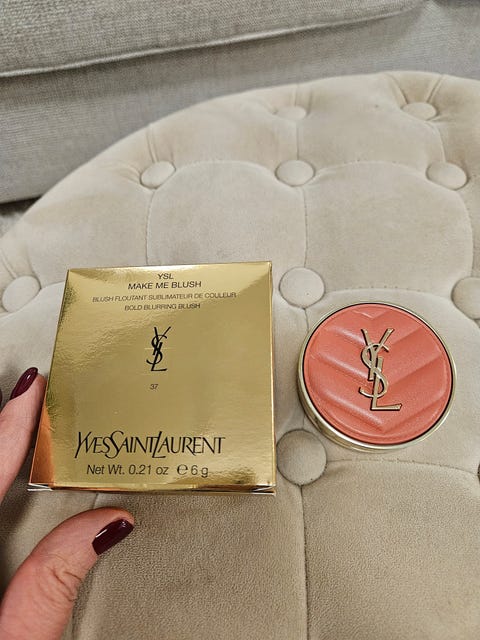 YSL
MAKE ME BLUSH
BLUSH FLOUTANT SUBLIMATEUR DE COULEUR
BOLD BLURRING BLUSH
YSL
37
YVESSAINTLAURENT
Net Wt. 0.21 oz ℮ 6 g
YSL